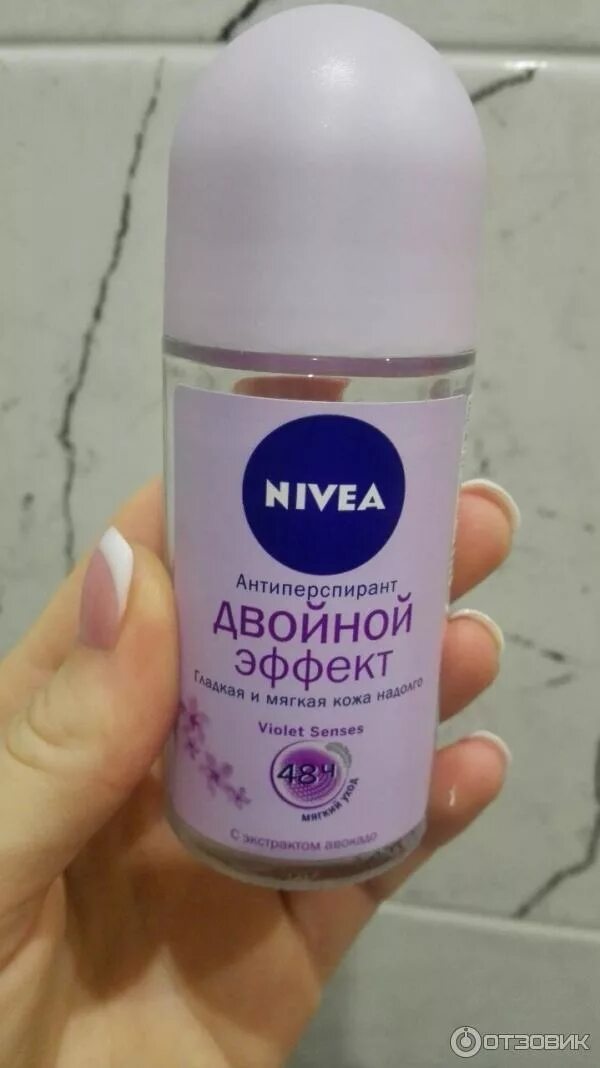 NIVEA
Антиперспирант
ДВОЙНОЙ
ЭФФЕКТ
Гладкая и мягкая кожа надолго
Violet Senses
48ч
мягкий уход
С экстрактом авокадо
ОТЗОВИК